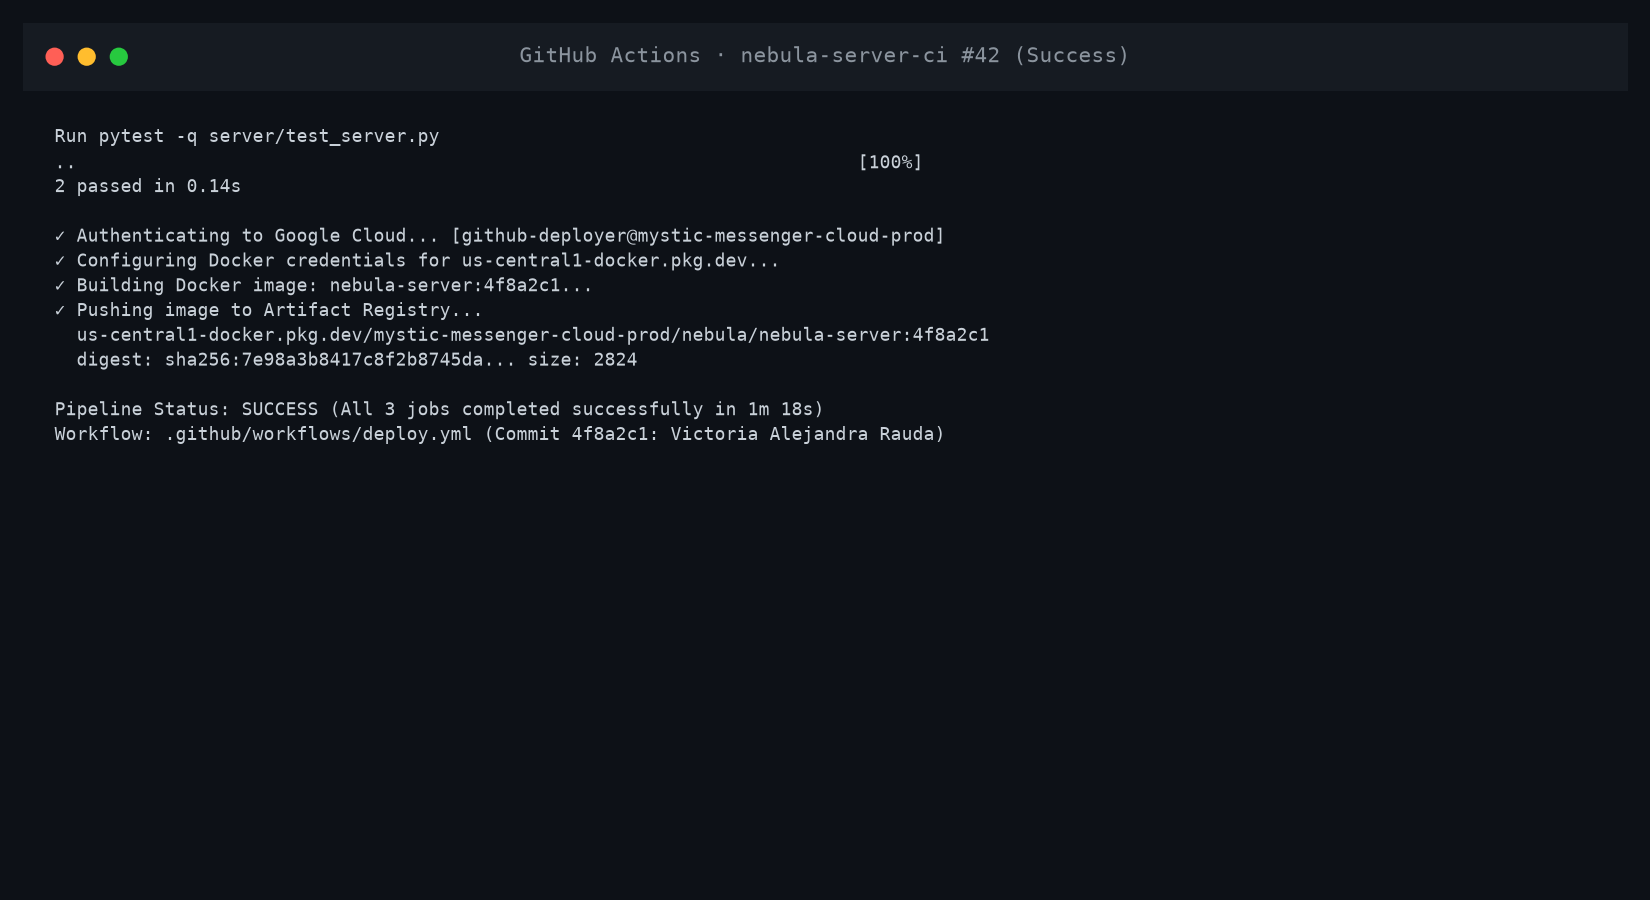 GitHub Actions · nebula-server-ci #42 (Success)
Run pytest -q server/test_server.py
.. [100%]
2 passed in 0.14s
✓ Authenticating to Google Cloud... [github-deployer@mystic-messenger-cloud-prod]
✓ Configuring Docker credentials for us-central1-docker.pkg.dev...
✓ Building Docker image: nebula-server:4f8a2c1...
✓ Pushing image to Artifact Registry...
us-central1-docker.pkg.dev/mystic-messenger-cloud-prod/nebula/nebula-server:4f8a2c1
digest: sha256:7e98a3b8417c8f2b8745da... size: 2824
Pipeline Status: SUCCESS (All 3 jobs completed successfully in 1m 18s)
Workflow: .github/workflows/deploy.yml (Commit 4f8a2c1: Victoria Alejandra Rauda)